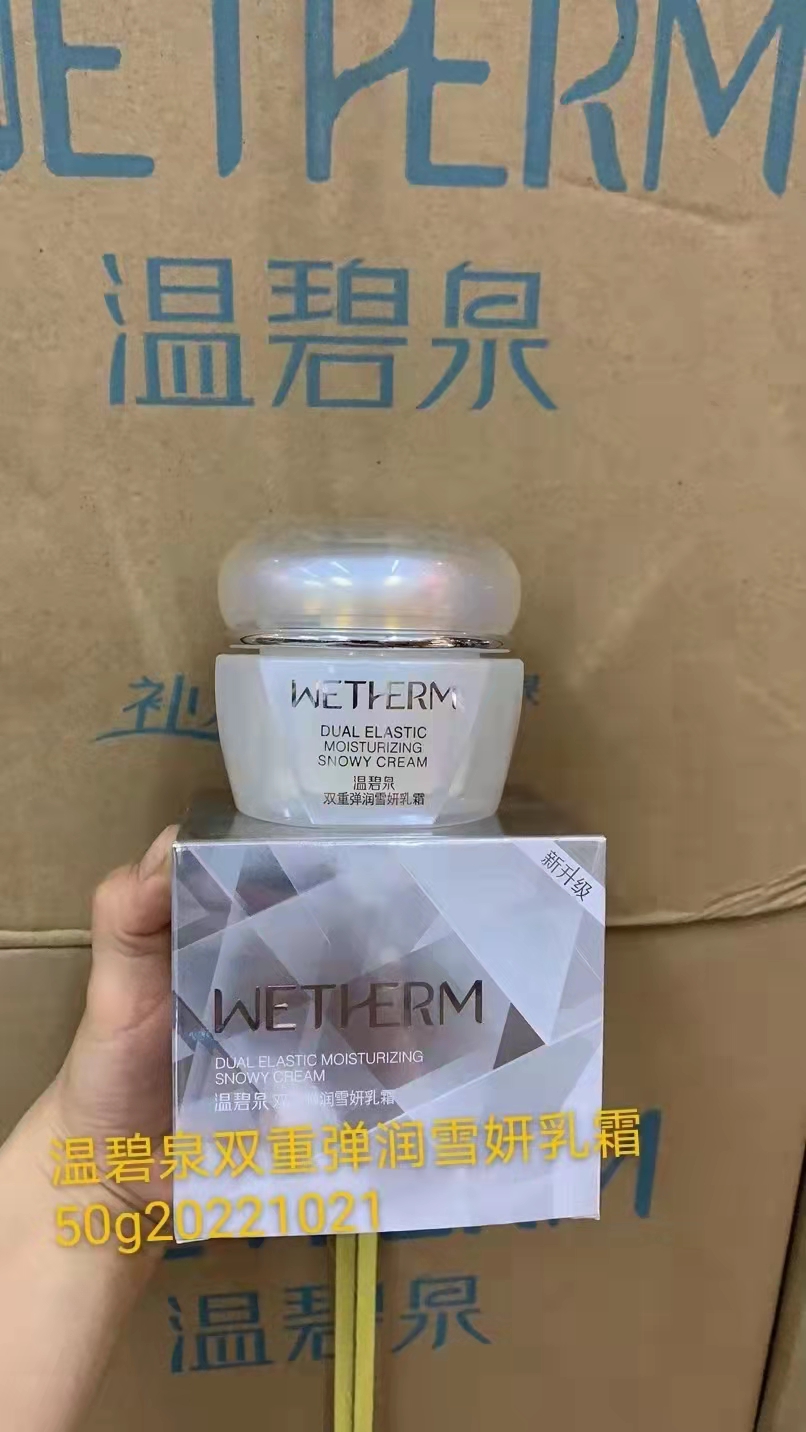 WETHERM
温碧泉
WETHERM
DUAL ELASTIC
MOISTURIZING
SNOWY CREAM
温碧泉
双重弹润雪妍乳霜
新升级
WETHERM
DUAL ELASTIC MOISTURIZING
SNOWY CREAM
温碧泉 双 润雪妍乳霜
温碧泉双重弹润雪妍乳霜
50g20221021
温碧泉